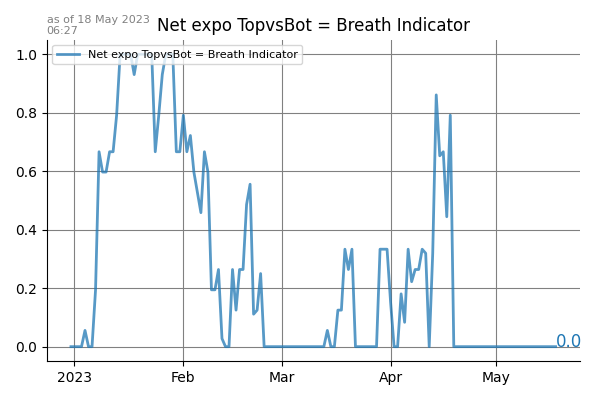 as of 18 May 2023
06:27
Net expo TopvsBot = Breath Indicator
Net expo TopvsBot = Breath Indicator
1.0
0.8
0.6
0.4
0.2
0.0
0.0
2023 Feb Mar Apr May